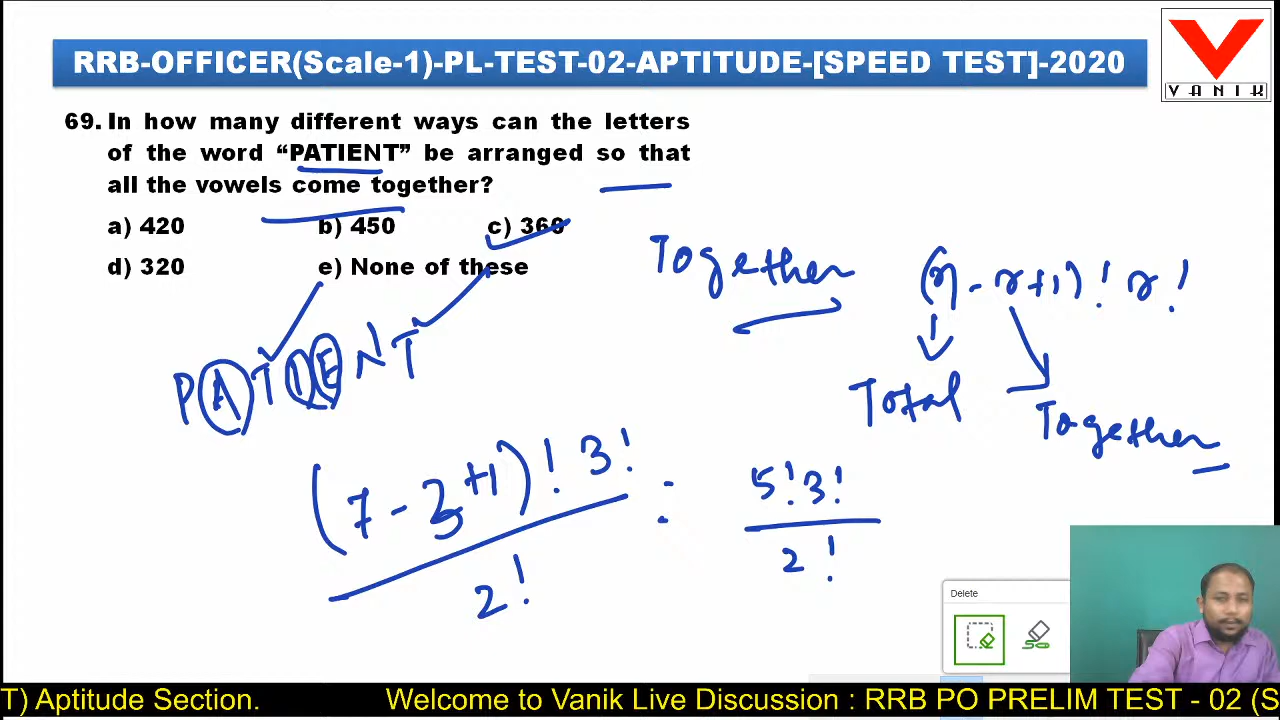 RRB-OFFICER(Scale-1)-PL-TEST-02-APTITUDE-[SPEED TEST]-2020
VANIK
69. In how many different ways can the letters
of the word “PATIENT” be arranged so that
all the vowels come together?
a) 420 b) 450 c) 360
d) 320 e) None of these
Together (n - r+1)! r!
PATIENT
Total
Together
(7 - 3+1)! 3! = 5! 3!
2! 2!
Delete
T) Aptitude Section. Welcome to Vanik Live Discussion : RRB PO PRELIM TEST - 02 (S